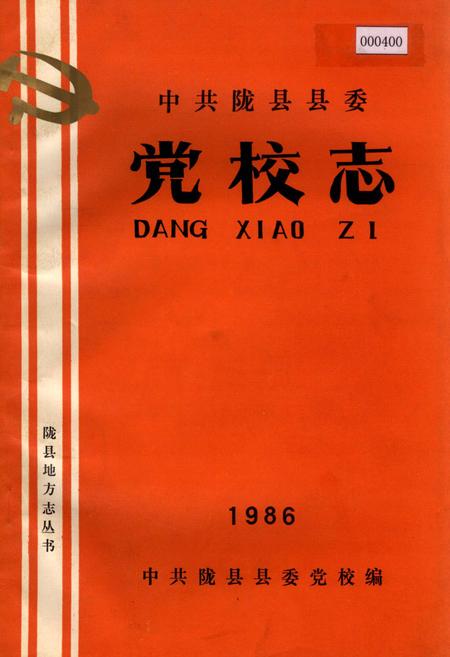 000400
中共陇县县委
党校志
DANG XIAO ZI
陇县地方志丛书
1986
中共陇县县委党校编